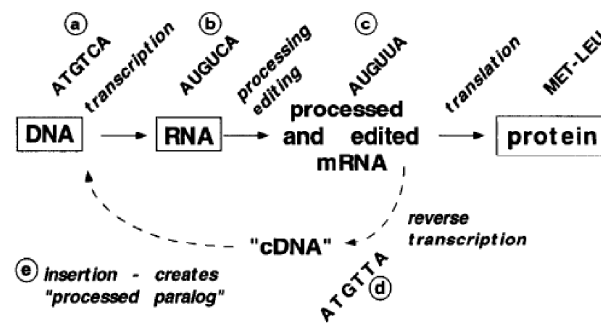 ⓐ
ATGTCA
transcription
ⓑ
AUGUCA
processing
editing
ⓒ
AUGUUA
translation
MET-LEU
DNA
RNA
processed
and edited
mRNA
protein
reverse
transcription
"cDNA"
ATGTTA
ⓓ
ⓔ insertion - creates
"processed paralog"